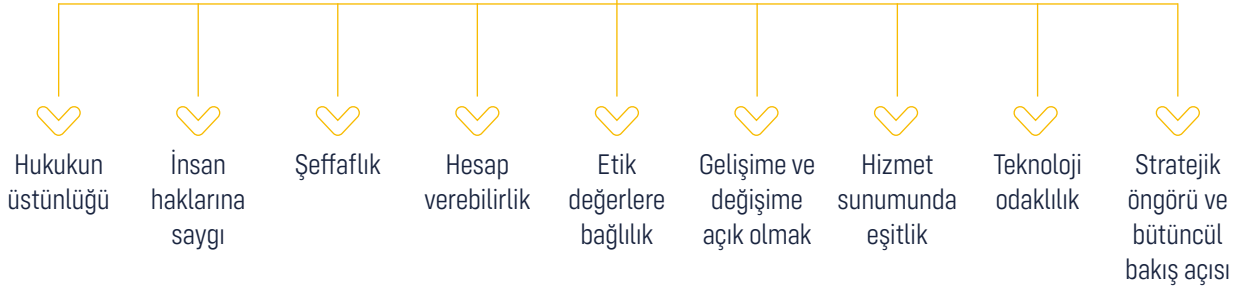 Hukukun
üstünlüğü
İnsan
haklarına
saygı
Şeffaflık
Hesap
verebilirlik
Etik
değerlere
bağlılık
Gelişime ve
değişime
açık olmak
Hizmet
sunumunda
eşitlik
Teknoloji
odaklılık
Stratejik
öngörü ve
bütüncül
bakış açısı